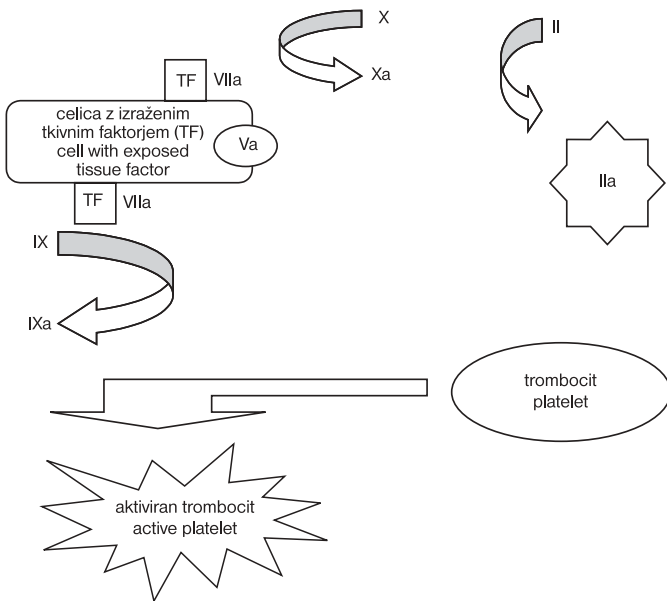 X
II
TF VIIa
Xa
celica z izraženim
tkivnim faktorjem (TF)
cell with exposed
tissue factor
Va
IIa
TF VIIa
IX
IXa
trombocit
platelet
aktiviran trombocit
active platelet